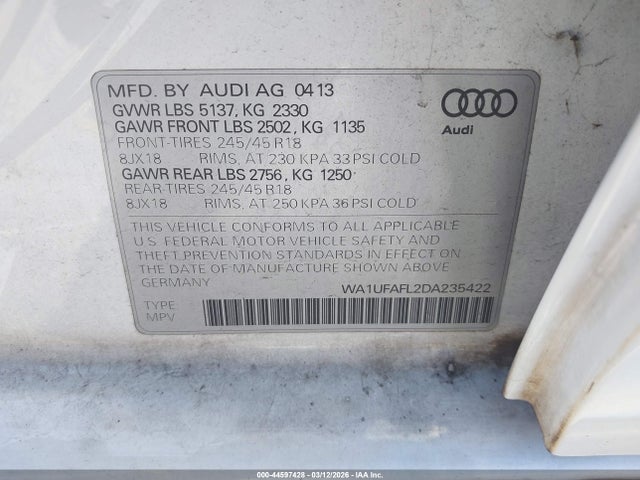 MFD. BY AUDI AG 04 13
GVWR LBS 5137, KG 2330
GAWR FRONT LBS 2502, KG 1135
FRONT-TIRES 245/45 R18
8JX18 RIMS, AT 230 KPA 33 PSI COLD
GAWR REAR LBS 2756, KG 1250
REAR-TIRES 245/45 R18
8JX18 RIMS, AT 250 KPA 36 PSI COLD
Audi
THIS VEHICLE CONFORMS TO ALL APPLICABLE
U.S. FEDERAL MOTOR VEHICLE SAFETY AND
THEFT PREVENTION STANDARDS IN EFFECT ON
THE DATE OF MANUFACTURE SHOWN ABOVE
GERMANY WA1UFAFL2DA235422
TYPE:
MPV
000-44597428 - 03/12/2026 - IAA Inc.